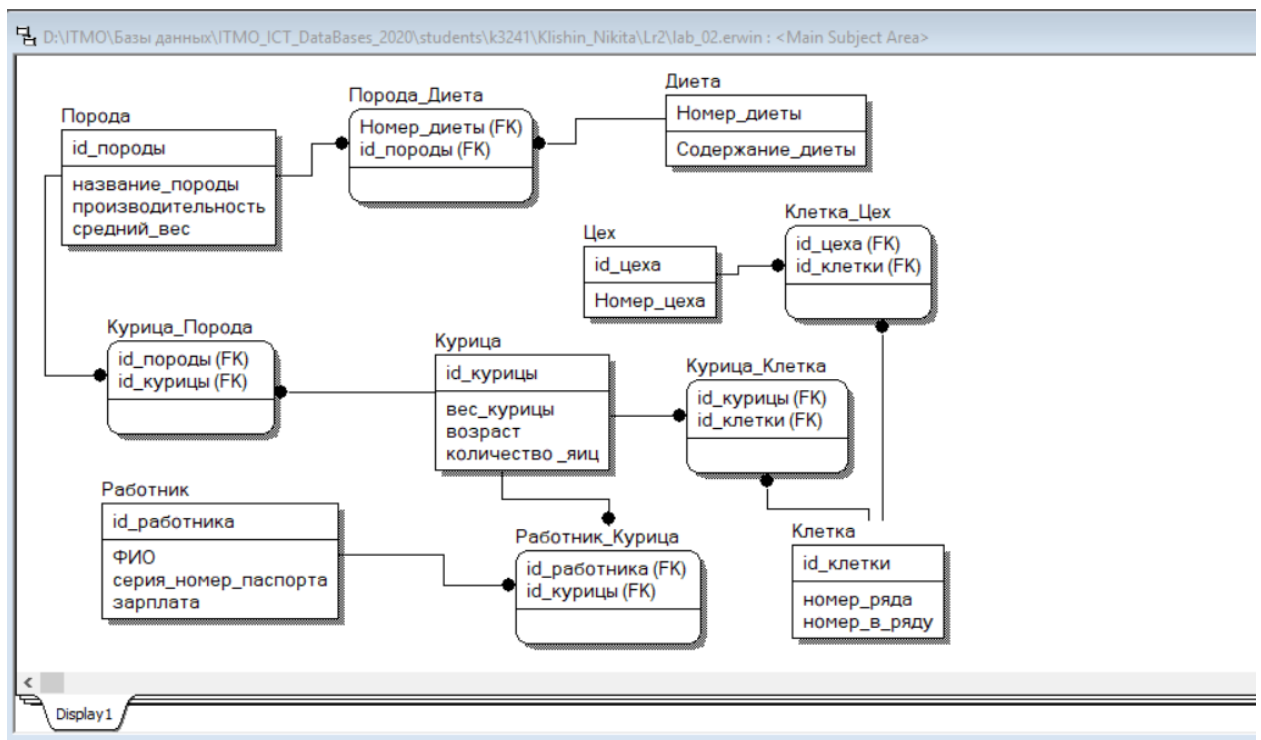 D:\ITMO\Базы данных\ITMO_ICT_DataBases_2020\students\k3241\Klishin_Nikita\Lr2\lab_02.erwin : <Main Subject Area>
Порода
id_породы
название_породы
производительность
средний_вес
Порода_Диета
Номер_диеты (FK)
id_породы (FK)
Диета
Номер_диеты
Содержание_диеты
Цех
id_цеха
Номер_цеха
Клетка_Цех
id_цеха (FK)
id_клетки (FK)
Курица_Порода
id_породы (FK)
id_курицы (FK)
Курица
id_курицы
вес_курицы
возраст
количество _яиц
Курица_Клетка
id_курицы (FK)
id_клетки (FK)
Работник
id_работника
ФИО
серия_номер_паспорта
зарплата
Работник_Курица
id_работника (FK)
id_курицы (FK)
Клетка
id_клетки
номер_ряда
номер_в_ряду
Display1